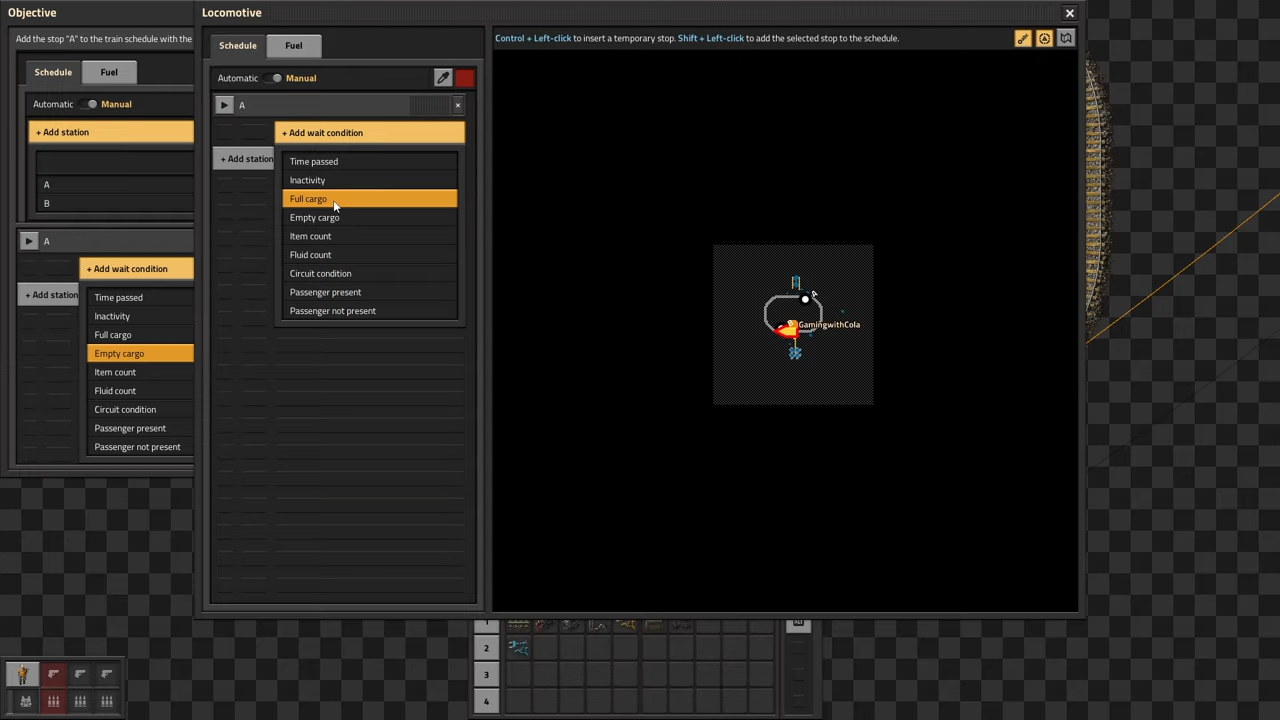 Objective
Add the stop "A" to the train schedule with the
Schedule
Fuel
Automatic
Manual
+ Add station
A
B
A
+ Add wait condition
+ Add station
Time passed
Inactivity
Full cargo
Empty cargo
Item count
Fluid count
Circuit condition
Passenger present
Passenger not present
Locomotive
Schedule
Fuel
Automatic
Manual
A
+ Add wait condition
+ Add station
Time passed
Inactivity
Full cargo
Empty cargo
Item count
Fluid count
Circuit condition
Passenger present
Passenger not present
Control + Left-click to insert a temporary stop. Shift + Left-click to add the selected stop to the schedule.
A
GamingwithCola
1
2
3
4